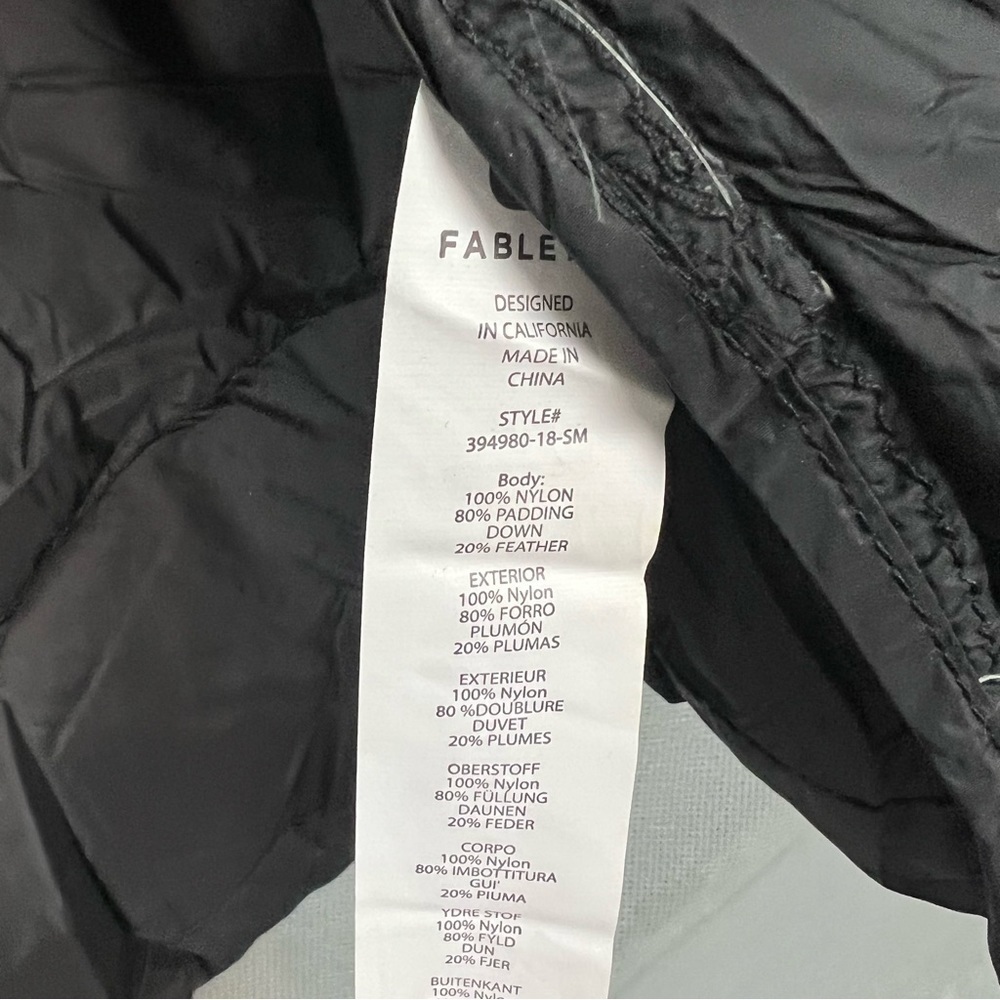 FABLE
DESIGNED
IN CALIFORNIA
MADE IN
CHINA
STYLE#
394980-18-SM
Body:
100% NYLON
80% PADDING
DOWN
20% FEATHER
EXTERIOR
100% Nylon
80% FORRO
PLUMÓN
20% PLUMAS
EXTERIEUR
100% Nylon
80 %DOUBLURE
DUVET
20% PLUMES
OBERSTOFF
100% Nylon
80% FÜLLUNG
DAUNEN
20% FEDER
CORPO
100% Nylon
80% IMBOTTITURA
GUI'
20% PIUMA
YDRE STOF
100% Nylon
80% FYLD
DUN
20% FJER
BUITENKANT
100% Nylon